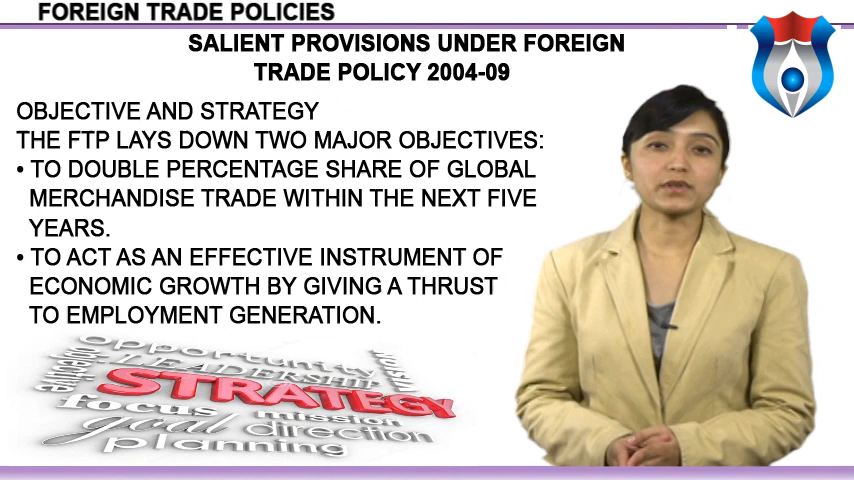 FOREIGN TRADE POLICIES
SALIENT PROVISIONS UNDER FOREIGN
TRADE POLICY 2004-09
OBJECTIVE AND STRATEGY
THE FTP LAYS DOWN TWO MAJOR OBJECTIVES:
• TO DOUBLE PERCENTAGE SHARE OF GLOBAL
MERCHANDISE TRADE WITHIN THE NEXT FIVE
YEARS.
• TO ACT AS AN EFFECTIVE INSTRUMENT OF
ECONOMIC GROWTH BY GIVING A THRUST
TO EMPLOYMENT GENERATION.
opportunity
objective
LEADERSHIP
STRATEGY
focus mission
goal direction
planning